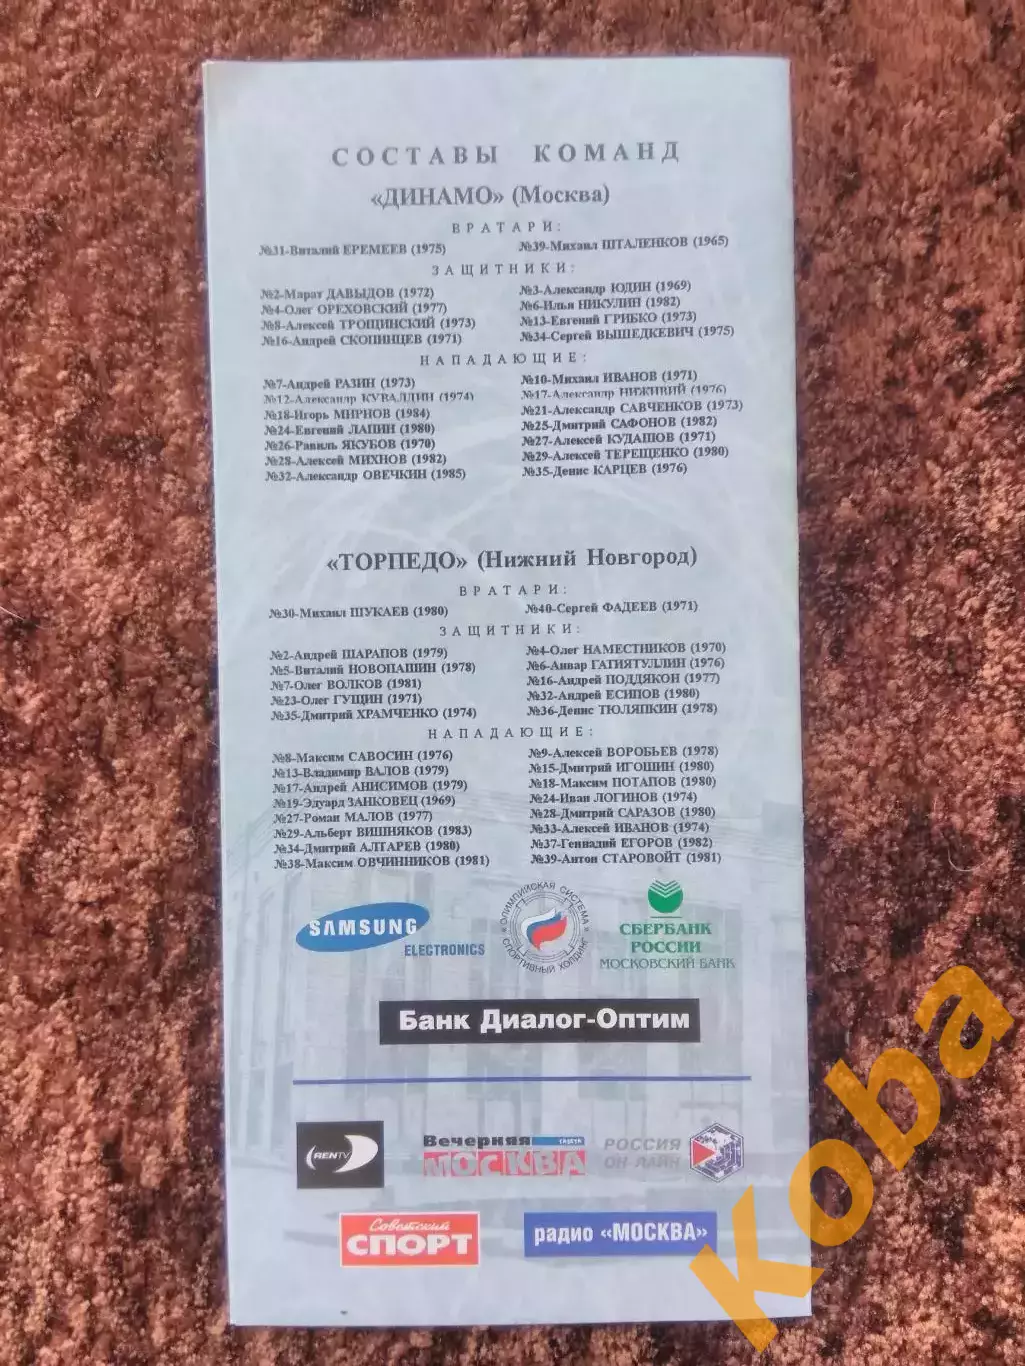 СОСТАВЫ КОМАНД
«ДИНАМО» (Москва)
ВРАТАРИ:
№31-Виталий ЕРЕМЕЕВ (1975) №39-Михаил ШТАЛЕНКОВ (1965)
ЗАЩИТНИКИ:
№2-Марат ДАВЫДОВ (1972) №3-Александр ЮДИН (1969)
№4-Олег ОРЕХОВСКИЙ (1977) №6-Илья НИКУЛИН (1982)
№8-Алексей ТРОЩИНСКИЙ (1973) №13-Евгений ГРИБКО (1973)
№16-Андрей СКОПИНЦЕВ (1971) №34-Сергей ВЫШЕДКЕВИЧ (1975)
НАПАДАЮЩИЕ:
№7-Андрей РАЗИН (1973) №10-Михаил ИВАНОВ (1971)
№12-Александр КУВАЛДИН (1974) №17-Александр НИЖИВИЙ (1976)
№18-Игорь МИРНОВ (1984) №21-Александр САВЧЕНКОВ (1973)
№24-Евгений ЛАПИН (1980) №25-Дмитрий САФОНОВ (1982)
№26-Равиль ЯКУБОВ (1970) №27-Алексей КУДАШОВ (1971)
№28-Алексей МИХНОВ (1982) №29-Алексей ТЕРЕЩЕНКО (1980)
№32-Александр ОВЕЧКИН (1985) №35-Денис КАРЦЕВ (1976)
«ТОРПЕДО» (Нижний Новгород)
ВРАТАРИ:
№30-Михаил ШУКАЕВ (1980) №40-Сергей ФАДЕЕВ (1971)
ЗАЩИТНИКИ:
№2-Андрей ШАРАПОВ (1979) №4-Олег НАМЕСТНИКОВ (1970)
№5-Виталий НОВОПАШИН (1978) №6-Анвар ГАТИЯТУЛЛИН (1976)
№7-Олег ВОЛКОВ (1981) №16-Андрей ПОДДЯКОН (1977)
№23-Олег ГУЩИН (1971) №32-Андрей ЕСИПОВ (1980)
№35-Дмитрий ХРАМЧЕНКО (1974) №36-Денис ТЮЛЯПКИН (1978)
НАПАДАЮЩИЕ:
№8-Максим САВОСИН (1976) №9-Алексей ВОРОБЬЕВ (1978)
№13-Владимир ВАЛОВ (1979) №15-Дмитрий ИГОШИН (1980)
№17-Андрей АНИСИМОВ (1979) №18-Максим ПОТАПОВ (1980)
№19-Эдуард ЗАНКОВЕЦ (1969) №24-Иван ЛОГИНОВ (1974)
№27-Роман МАЛОВ (1977) №28-Дмитрий САРАЗОВ (1980)
№29-Альберт ВИШНЯКОВ (1983) №33-Алексей ИВАНОВ (1974)
№34-Дмитрий АЛТАРЕВ (1980) №37-Геннадий ЕГОРОВ (1982)
№38-Максим ОВЧИННИКОВ (1981) №39-Антон СТАРОВОЙТ (1981)
SAMSUNG
ELECTRONICS
«ОЛИМПИЙСКАЯ СИСТЕМА»
СПОРТИВНЫЙ ХОЛДИНГ
СБЕРБАНК
РОССИИ
МОСКОВСКИЙ БАНК
Банк Диалог-Оптим
RENTV
Вечерняя ГАЗЕТА
МОСКВА
РОССИЯ
ОН-ЛАЙН
Советский
СПОРТ
радио «МОСКВА»
Koba